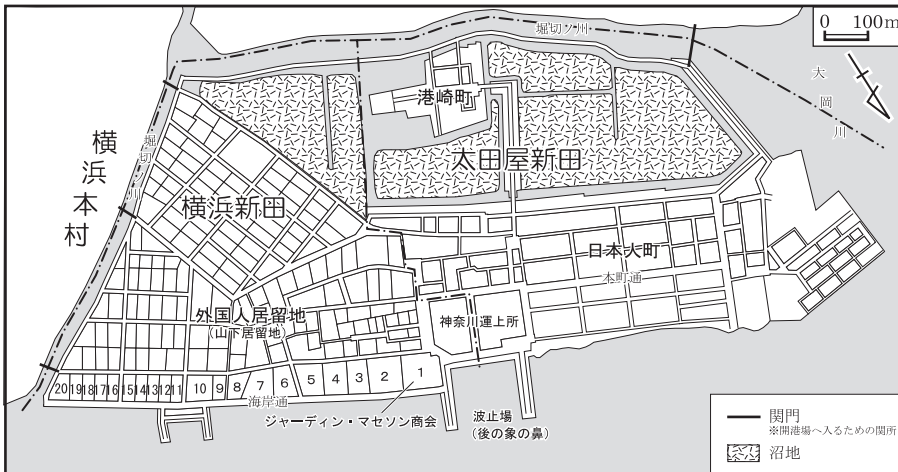 堀切ノ州
0 100m
大岡川
港崎町
横浜本村
堀切川
太田屋新田
横浜新田
日本人町
本町通
外国人居留地
(山下居留地)
神奈川運上所
20 19 18 17 16 15 14 13 12 11 10 9 8 7 6 5 4 3 2 1
海岸通
ジャーディン・マセソン商会
波止場
(後の象の鼻)
関門
※開港場へ入るための関所
沼地